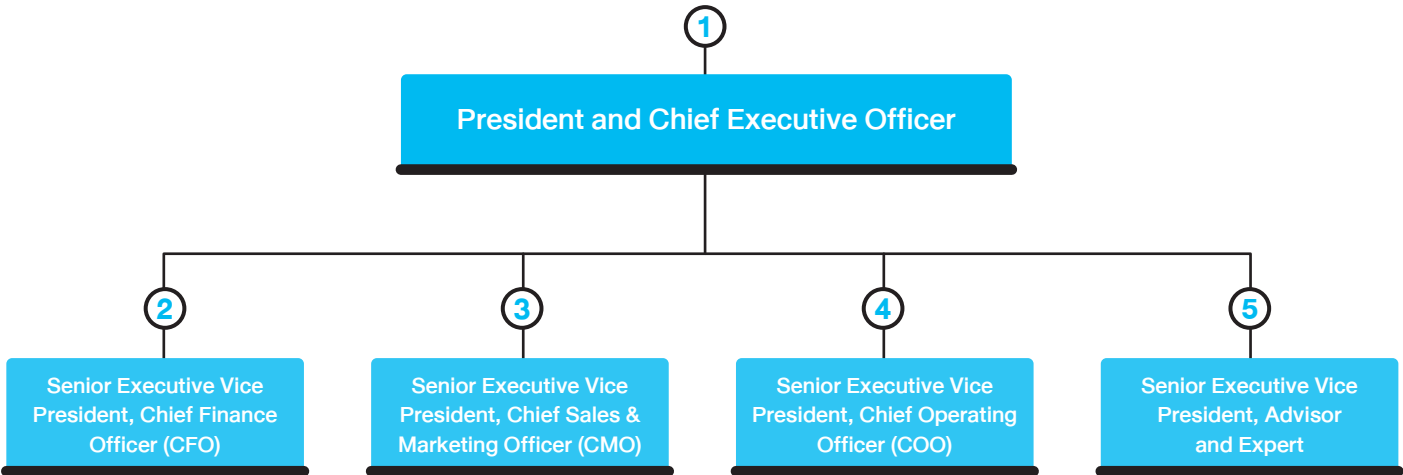 1
President and Chief Executive Officer
2
3
4
5
Senior Executive Vice
President, Chief Finance
Officer (CFO)
Senior Executive Vice
President, Chief Sales &
Marketing Officer (CMO)
Senior Executive Vice
President, Chief Operating
Officer (COO)
Senior Executive Vice
President, Advisor
and Expert